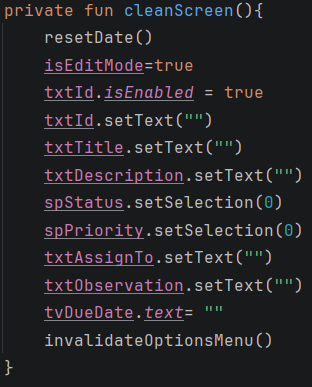 private fun cleanScreen(){
    resetDate()
    isEditMode=true
    txtId.isEnabled = true
    txtId.setText("")
    txtTitle.setText("")
    txtDescription.setText("")
    spStatus.setSelection(0)
    spPriority.setSelection(0)
    txtAssignTo.setText("")
    txtObservation.setText("")
    tvDueDate.text= ""
    invalidateOptionsMenu()
}